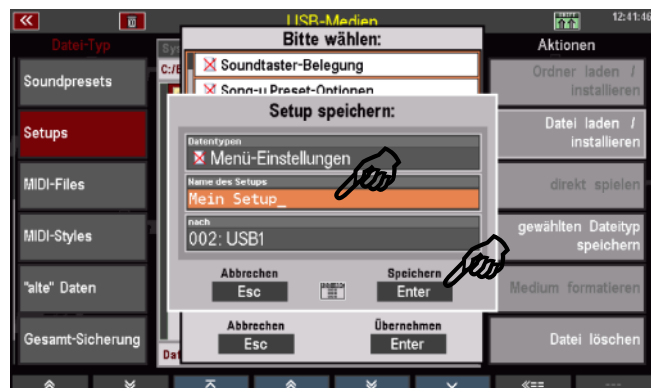 USB-Medien
12:41:46
Datei-Typ
Bitte wählen:
Aktionen
Soundpresets
Setups
MIDI-Files
MIDI-Styles
"alte" Daten
Gesamt-Sicherung
Sy
C:/E
Dat
Soundtaster-Belegung
Song-u Preset-Optionen
Setup speichern:
Datentypen
Menü-Einstellungen
Name des Setups
Mein Setup_
nach
002: USB1
Abbrechen
Speichern
Esc
Enter
Abbrechen
Übernehmen
Esc
Enter
Ordner laden /
installieren
Datei laden /
installieren
direkt spielen
gewählten Dateityp
speichern
Medium formatieren
Datei löschen